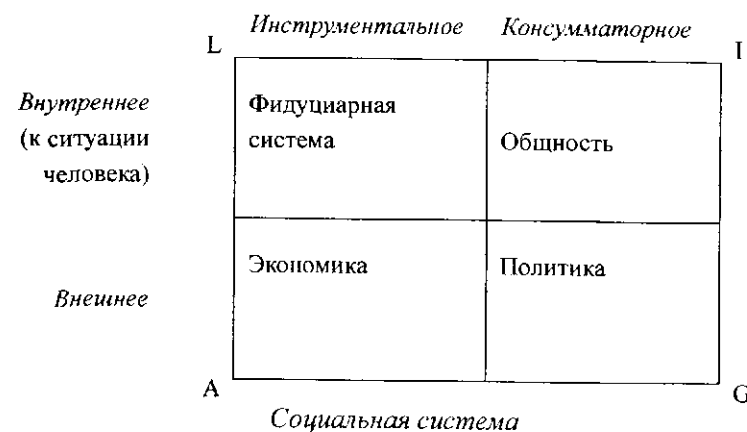 Инструментальное Консумматорное
L I
Внутреннее
(к ситуации
человека)
Фидуциарная
система
Общность
Внешнее
Экономика Политика
A G
Социальная система